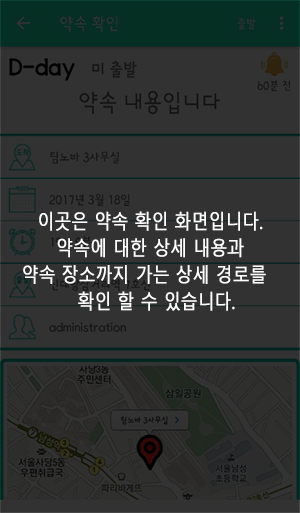 약속 확인
출발
D-day
미 출발
60분 전
약속 내용입니다
팀노바 3사무실
2017년 3월 18일
이곳은 약속 확인 화면입니다.
약속에 대한 상세 내용과
약속 장소까지 가는 상세 경로를
확인 할 수 있습니다.
administration
사당3동
주민센터
삼일공원
팀노바 3사무실 >
서울사당5동
우편취급국
파리바게뜨
서울남성
초등학교